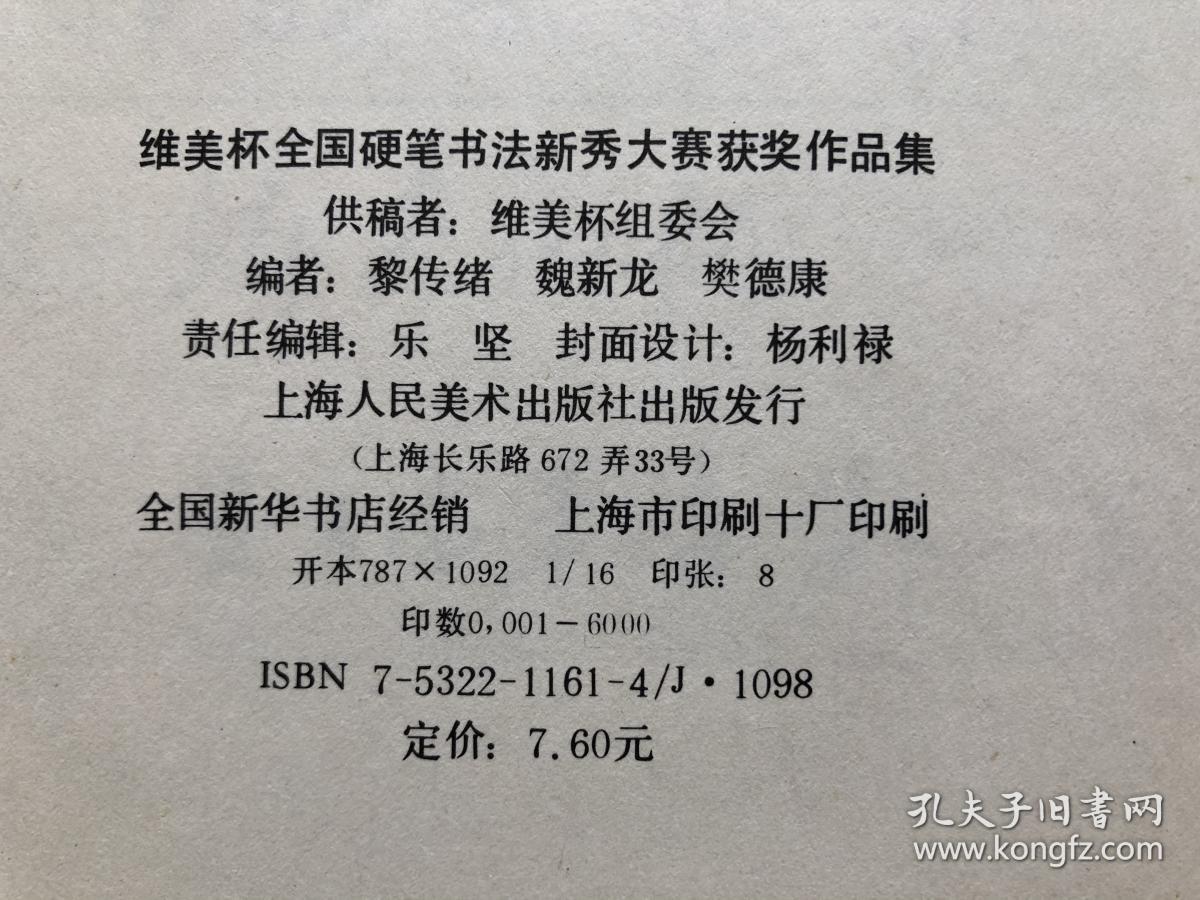 维美杯全国硬笔书法新秀大赛获奖作品集
供稿者：维美杯组委会
编者：黎传绪 魏新龙 樊德康
责任编辑：乐 坚 封面设计：杨利禄
上海人民美术出版社出版发行
（上海长乐路 672 弄33号）
全国新华书店经销 上海市印刷十厂印刷
开本787×1092 1/16 印张：8
印数0,001－6000
ISBN 7-5322-1161-4/J·1098
定价：7.60元
孔夫子旧书网
www.kongfz.com